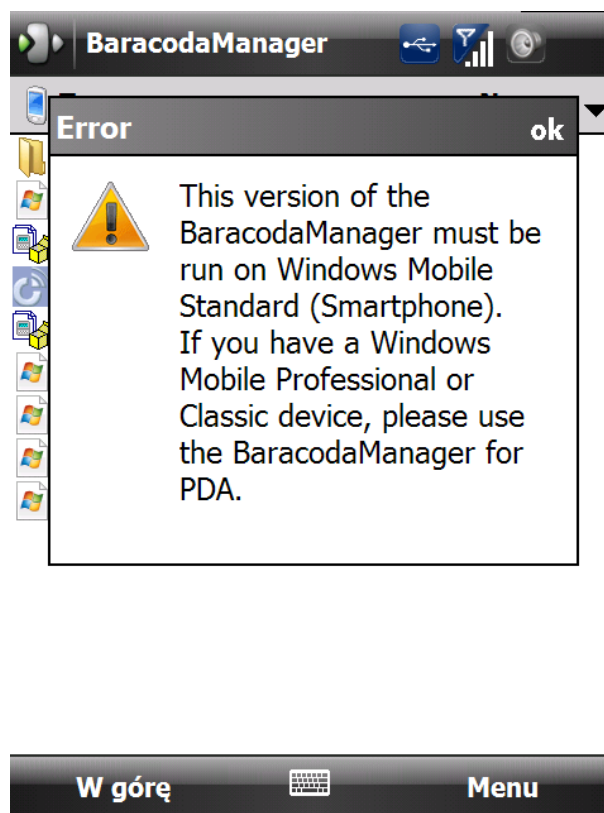 BaracodaManager
Error
ok
This version of the
BaracodaManager must be
run on Windows Mobile
Standard (Smartphone).
If you have a Windows
Mobile Professional or
Classic device, please use
the BaracodaManager for
PDA.
W górę
Menu